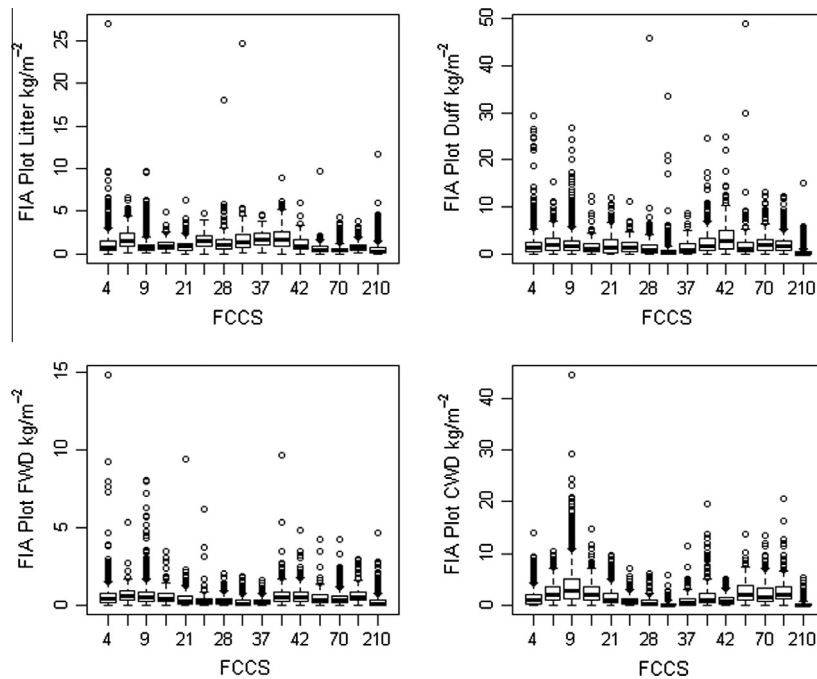 FIA Plot Litter kg/m⁻²
25
20
15
10
5
0
4 9 21 28 37 42 70 210
FCCS
FIA Plot Duff kg/m⁻²
50
40
30
20
10
0
4 9 21 28 37 42 70 210
FCCS
FIA Plot FWD kg/m⁻²
15
10
5
0
4 9 21 28 37 42 70 210
FCCS
FIA Plot CWD kg/m⁻²
40
30
20
10
0
4 9 21 28 37 42 70 210
FCCS